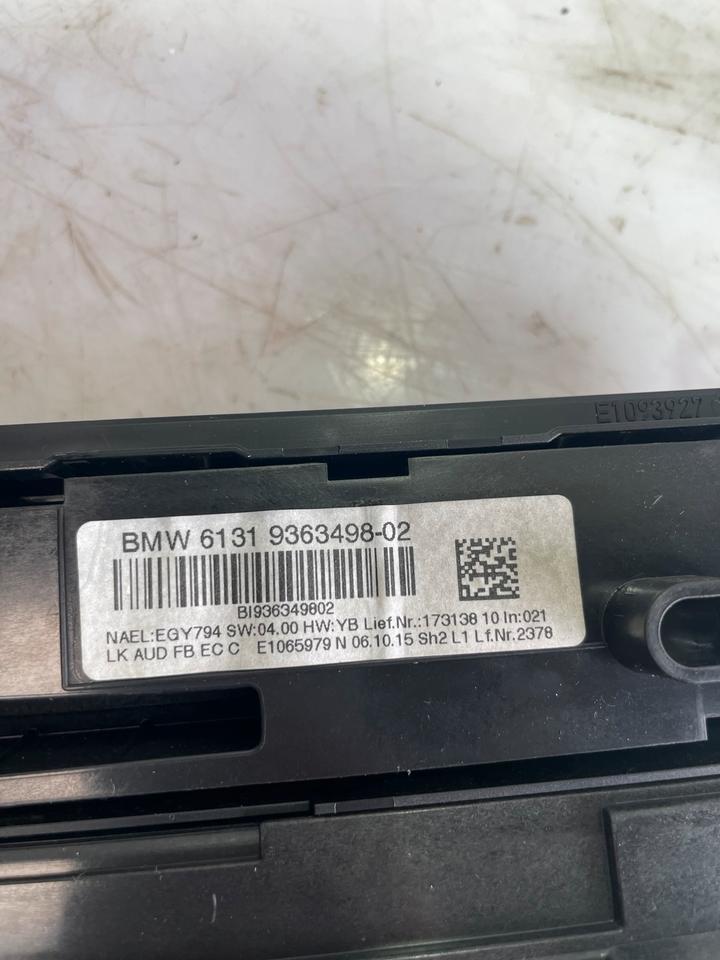 E1093927
BMW 6131 9363498-02
BI936349802
NAEL:EGY794 SW:04.00 HW:YB Lief.Nr.:173138 10 In:021
LK AUD FB EC C E1065979 N 06.10.15 Sh2 L1 Lf.Nr.2378